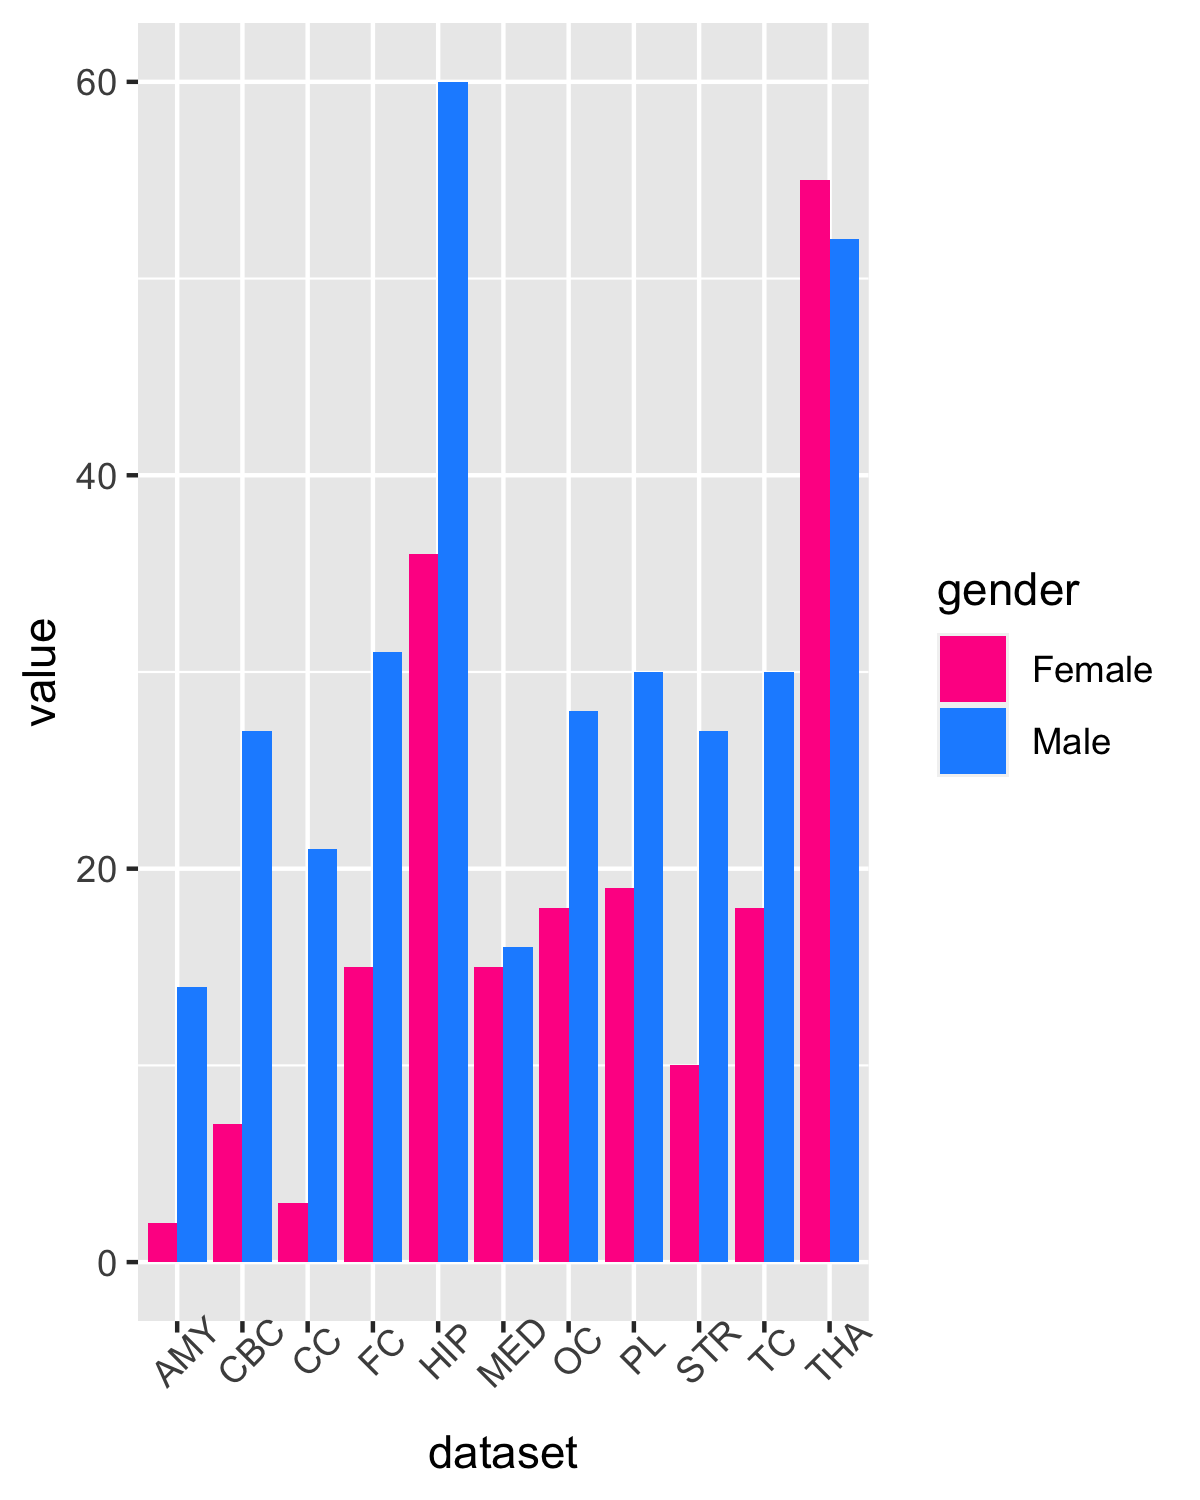 60
40
20
0
value
AMY CBC CC FC HIP MED OC PL STR TC THA
dataset
gender
Female
Male